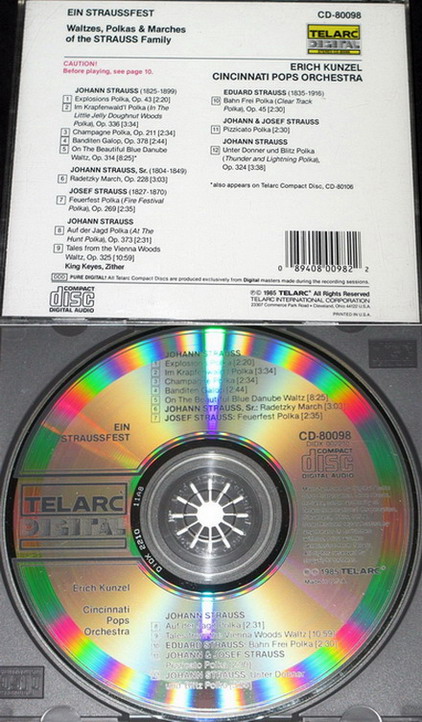 EIN STRAUSSFEST
CD-80098
Waltzes, Polkas & Marches
of the STRAUSS Family
TELARC
DIGITAL
CAUTION!
Before playing, see page 10.
ERICH KUNZEL
CINCINNATI POPS ORCHESTRA
JOHANN STRAUSS (1825-1899)
1 Explosions Polka, Op. 43 [2:20]
2 Im Krapfenwald'l Polka (In The
Little Jelly Doughnut Woods
Polka), Op. 336 [3:34]
3 Champagne Polka, Op. 211 [2:34]
4 Banditen Galop, Op. 378 [2:44]
5 On The Beautiful Blue Danube
Waltz, Op. 314 [8:25]*
JOHANN STRAUSS, Sr. (1804-1849)
6 Radetzky March, Op. 228 [3:03]
JOSEF STRAUSS (1827-1870)
7 Feuerfest Polka (Fire Festival
Polka), Op. 269 [2:35]
JOHANN STRAUSS
8 Auf der Jagd Polka (At The
Hunt Polka), Op. 373 [2:31]
9 Tales from the Vienna Woods
Waltz, Op. 325 [10:59]
King Keyes, Zither
EDUARD STRAUSS (1835-1916)
10 Bahn Frei Polka (Clear Track
Polka), Op. 45 [2:30]
JOHANN & JOSEF STRAUSS
11 Pizzicato Polka [2:30]
JOHANN STRAUSS
12 Unter Donner und Blitz Polka
(Thunder and Lightning Polka),
Op. 324 [3:38]
*also appears on Telarc Compact Disc, CD-80106
0 89408 00982 2
PURE DIGITAL! All Telarc Compact Discs are produced exclusively from Digital masters made during the recording sessions.
COMPACT
disc
DIGITAL AUDIO
℗© 1985 TELARC® All Rights Reserved
TELARC INTERNATIONAL CORPORATION
23307 Commerce Park Road • Cleveland, Ohio 44122 U.S.A.
PRINTED IN U.S.A.
JOHANN STRAUSS
1 Explosions Polka [2:20]
2 Im Krapfenwald'l Polka [3:34]
3 Champagne Polka [2:34]
4 Banditen Galop [2:44]
5 On The Beautiful Blue Danube Waltz [8:25]
6 JOHANN STRAUSS, Sr.: Radetzky March [3:03]
7 JOSEF STRAUSS: Feuerfest Polka [2:35]
EIN
STRAUSSFEST
CD-80098
COMPACT
disc
DIGITAL AUDIO
TELARC
DIGITAL
℗© 1985 TELARC®
Erich Kunzel
Cincinnati
Pops
Orchestra
JOHANN STRAUSS
8 Auf der Jagd Polka [2:31]
9 Tales from the Vienna Woods Waltz [10:59]
10 EDUARD STRAUSS: Bahn Frei Polka [2:30]
11 JOHANN & JOSEF STRAUSS
Pizzicato Polka
12 JOHANN STRAUSS: Unter Donner
und Blitz Polka